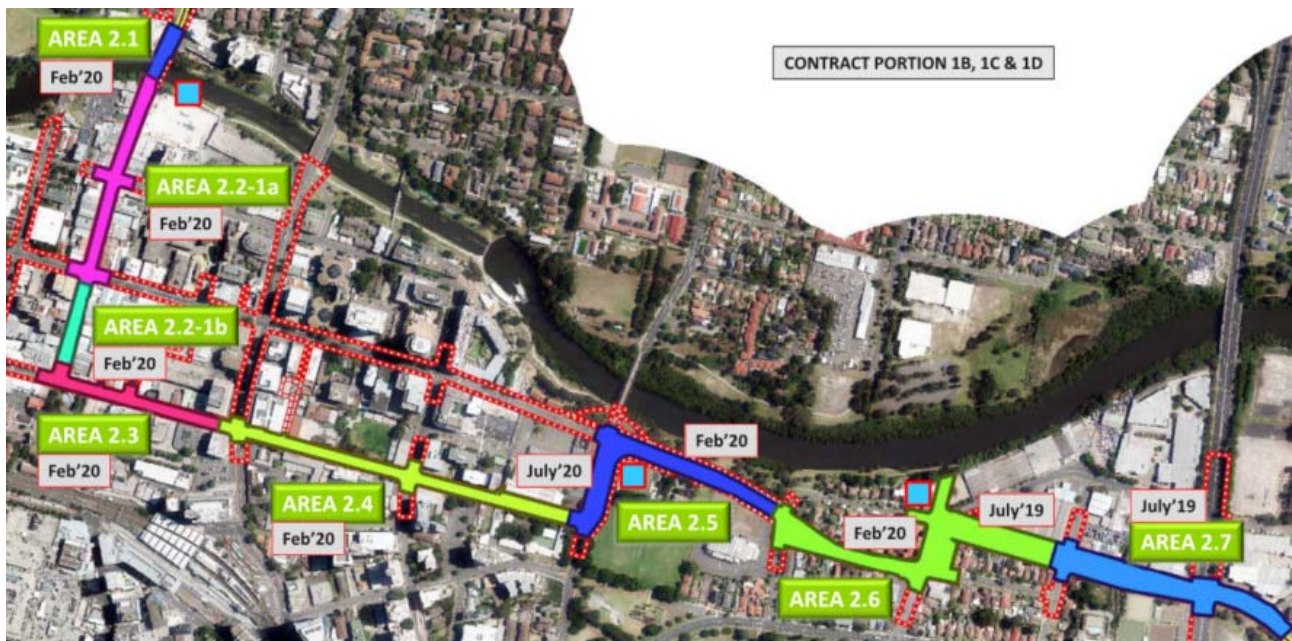 AREA 2.1
Feb'20
CONTRACT PORTION 1B, 1C & 1D
AREA 2.2-1a
Feb'20
AREA 2.2-1b
Feb'20
AREA 2.3
Feb'20
AREA 2.4
Feb'20
July'20
Feb'20
AREA 2.5
Feb'20
AREA 2.6
July'19
July'19
AREA 2.7